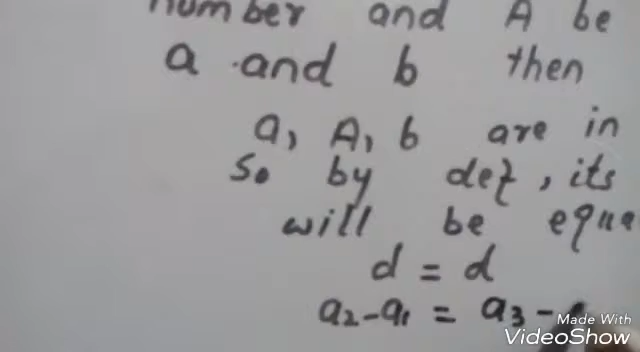 number and A be
a and b then
a, A, b are in
so by def, its
will be equa
d = d
a₂-a₁ = a₃-
Made With
VideoShow